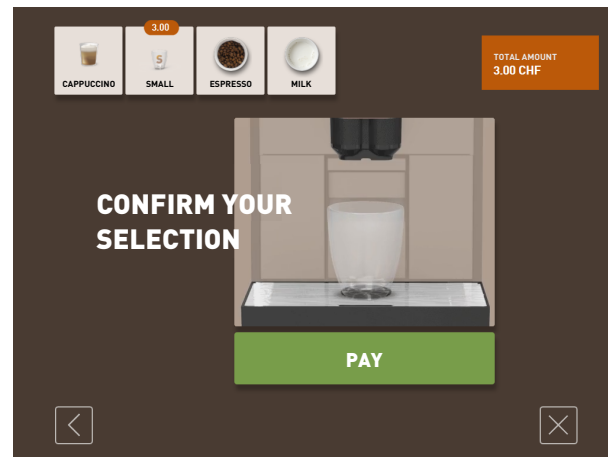 3.00
S
CAPPUCCINO
SMALL
ESPRESSO
MILK
TOTAL AMOUNT
3.00 CHF
CONFIRM YOUR
SELECTION
PAY